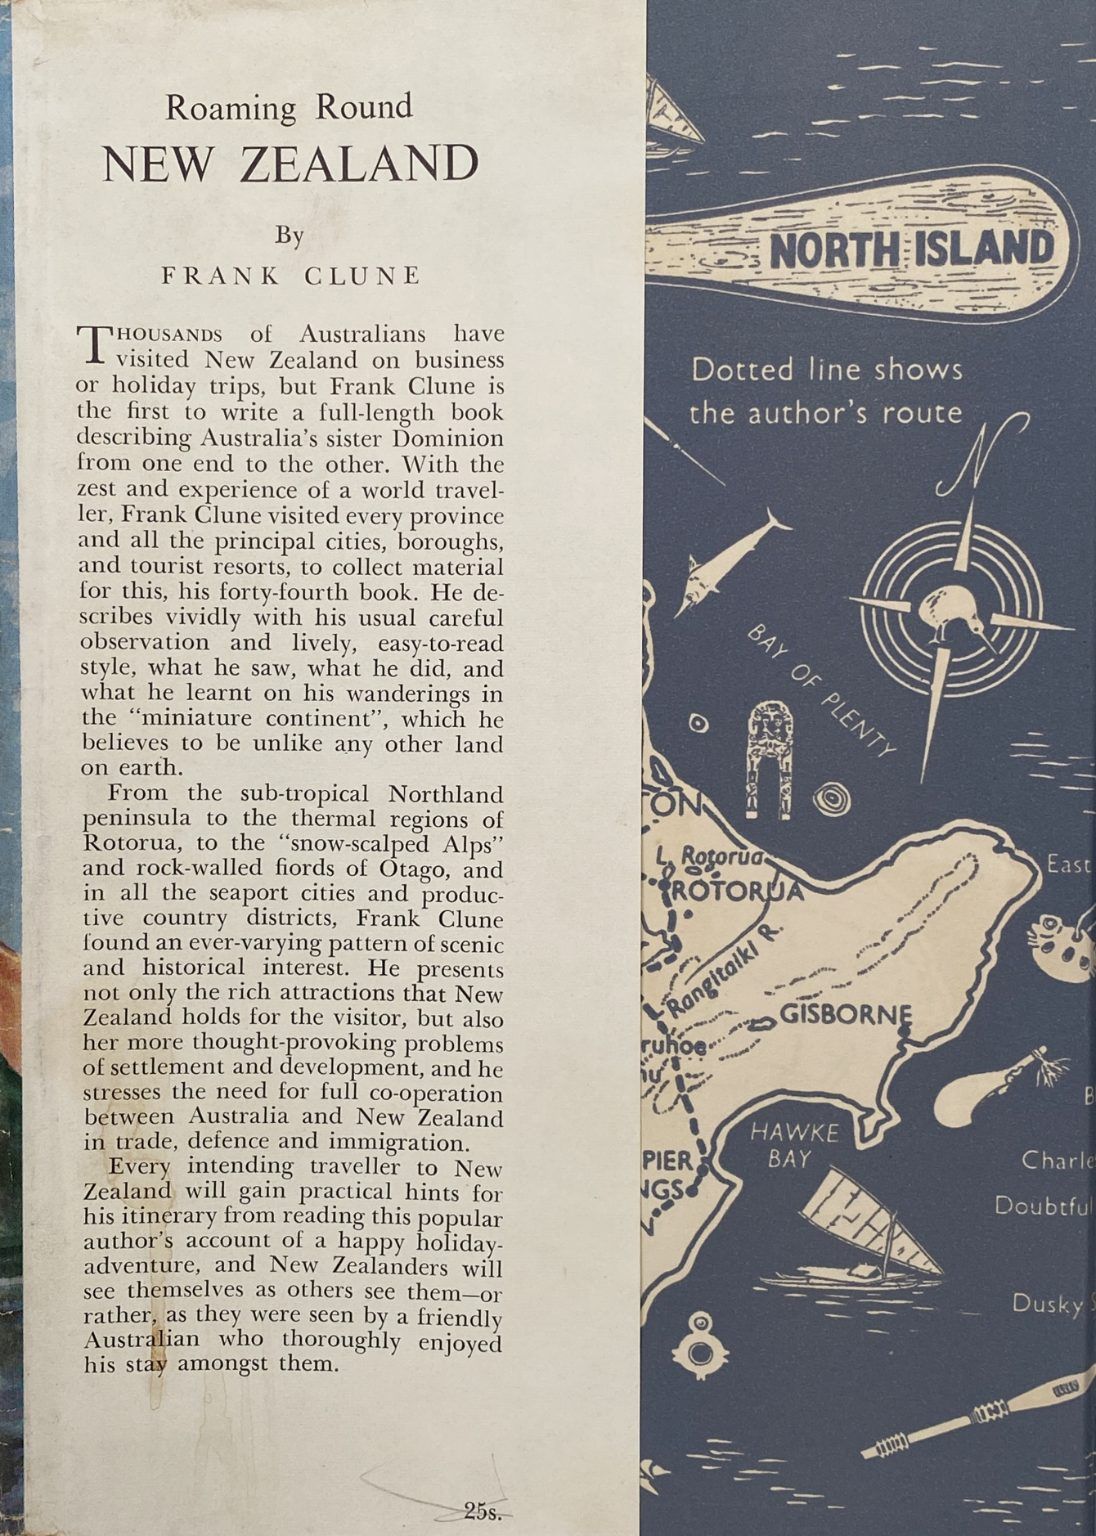 Roaming Round
NEW ZEALAND
By
FRANK CLUNE
THOUSANDS of Australians have
visited New Zealand on business
or holiday trips, but Frank Clune is
the first to write a full-length book
describing Australia's sister Dominion
from one end to the other. With the
zest and experience of a world travel-
ler, Frank Clune visited every province
and all the principal cities, boroughs,
and tourist resorts, to collect material
for this, his forty-fourth book. He de-
scribes vividly with his usual careful
observation and lively, easy-to-read
style, what he saw, what he did, and
what he learnt on his wanderings in
the “miniature continent”, which he
believes to be unlike any other land
on earth.
From the sub-tropical Northland
peninsula to the thermal regions of
Rotorua, to the “snow-scalped Alps”
and rock-walled fiords of Otago, and
in all the seaport cities and produc-
tive country districts, Frank Clune
found an ever-varying pattern of scenic
and historical interest. He presents
not only the rich attractions that New
Zealand holds for the visitor, but also
her more thought-provoking problems
of settlement and development, and he
stresses the need for full co-operation
between Australia and New Zealand
in trade, defence and immigration.
Every intending traveller to New
Zealand will gain practical hints for
his itinerary from reading this popular
author's account of a happy holiday-
adventure, and New Zealanders will
see themselves as others see them—or
rather, as they were seen by a friendly
Australian who thoroughly enjoyed
his stay amongst them.
25s.
NORTH ISLAND
Dotted line shows
the author's route
N
BAY OF PLENTY
TON
L. Rotorua
ROTORUA
East
Rangitaiki R.
GISBORNE
ruhoe
HAWKE
BAY
PIER
NGS
Charle
Doubtful
Dusky